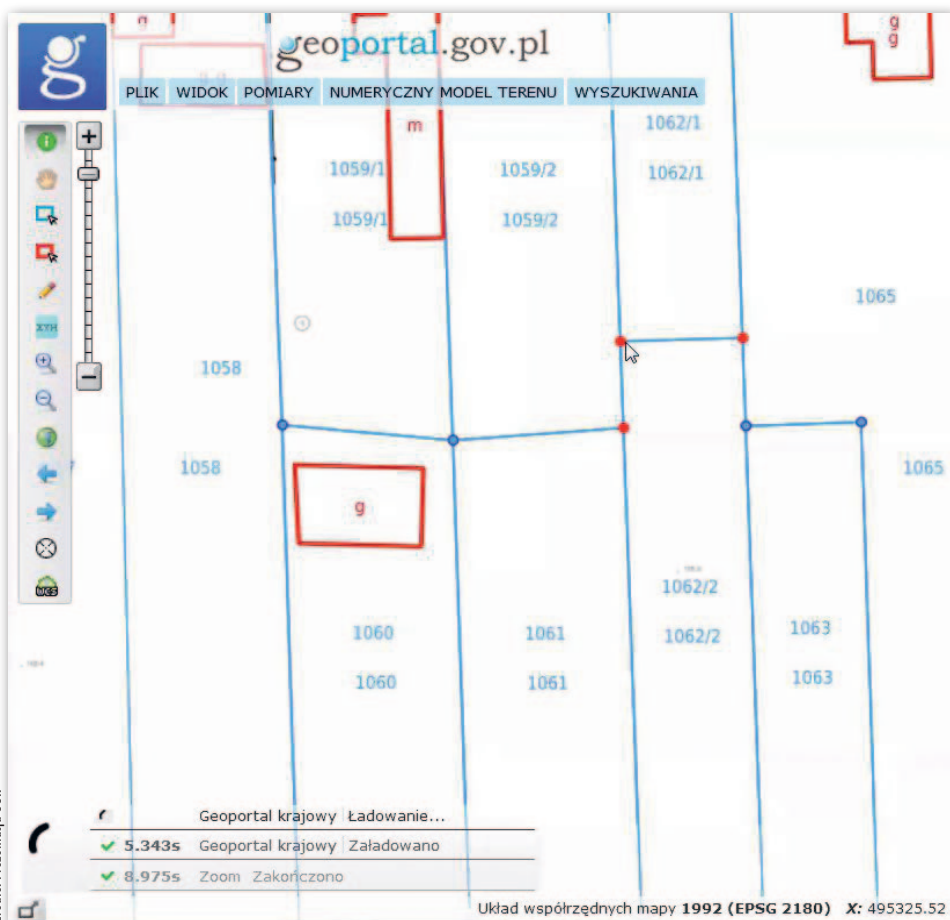 g
geoportal.gov.pl
g
g
PLIK WIDOK POMIARY NUMERYCZNY MODEL TERENU WYSZUKIWANIA
m
1062/1
1059/1 1059/2 1062/1
1059/1 1059/2
XYH
1065
1058
1058 1065
g
WCS
1062/2
1060 1061 1062/2 1063
1060 1061 1063
Geoportal krajowy Ładowanie...
5.343s Geoportal krajowy Załadowano
8.975s Zoom Zakończono
Układ współrzędnych mapy 1992 (EPSG 2180) X: 495325.52